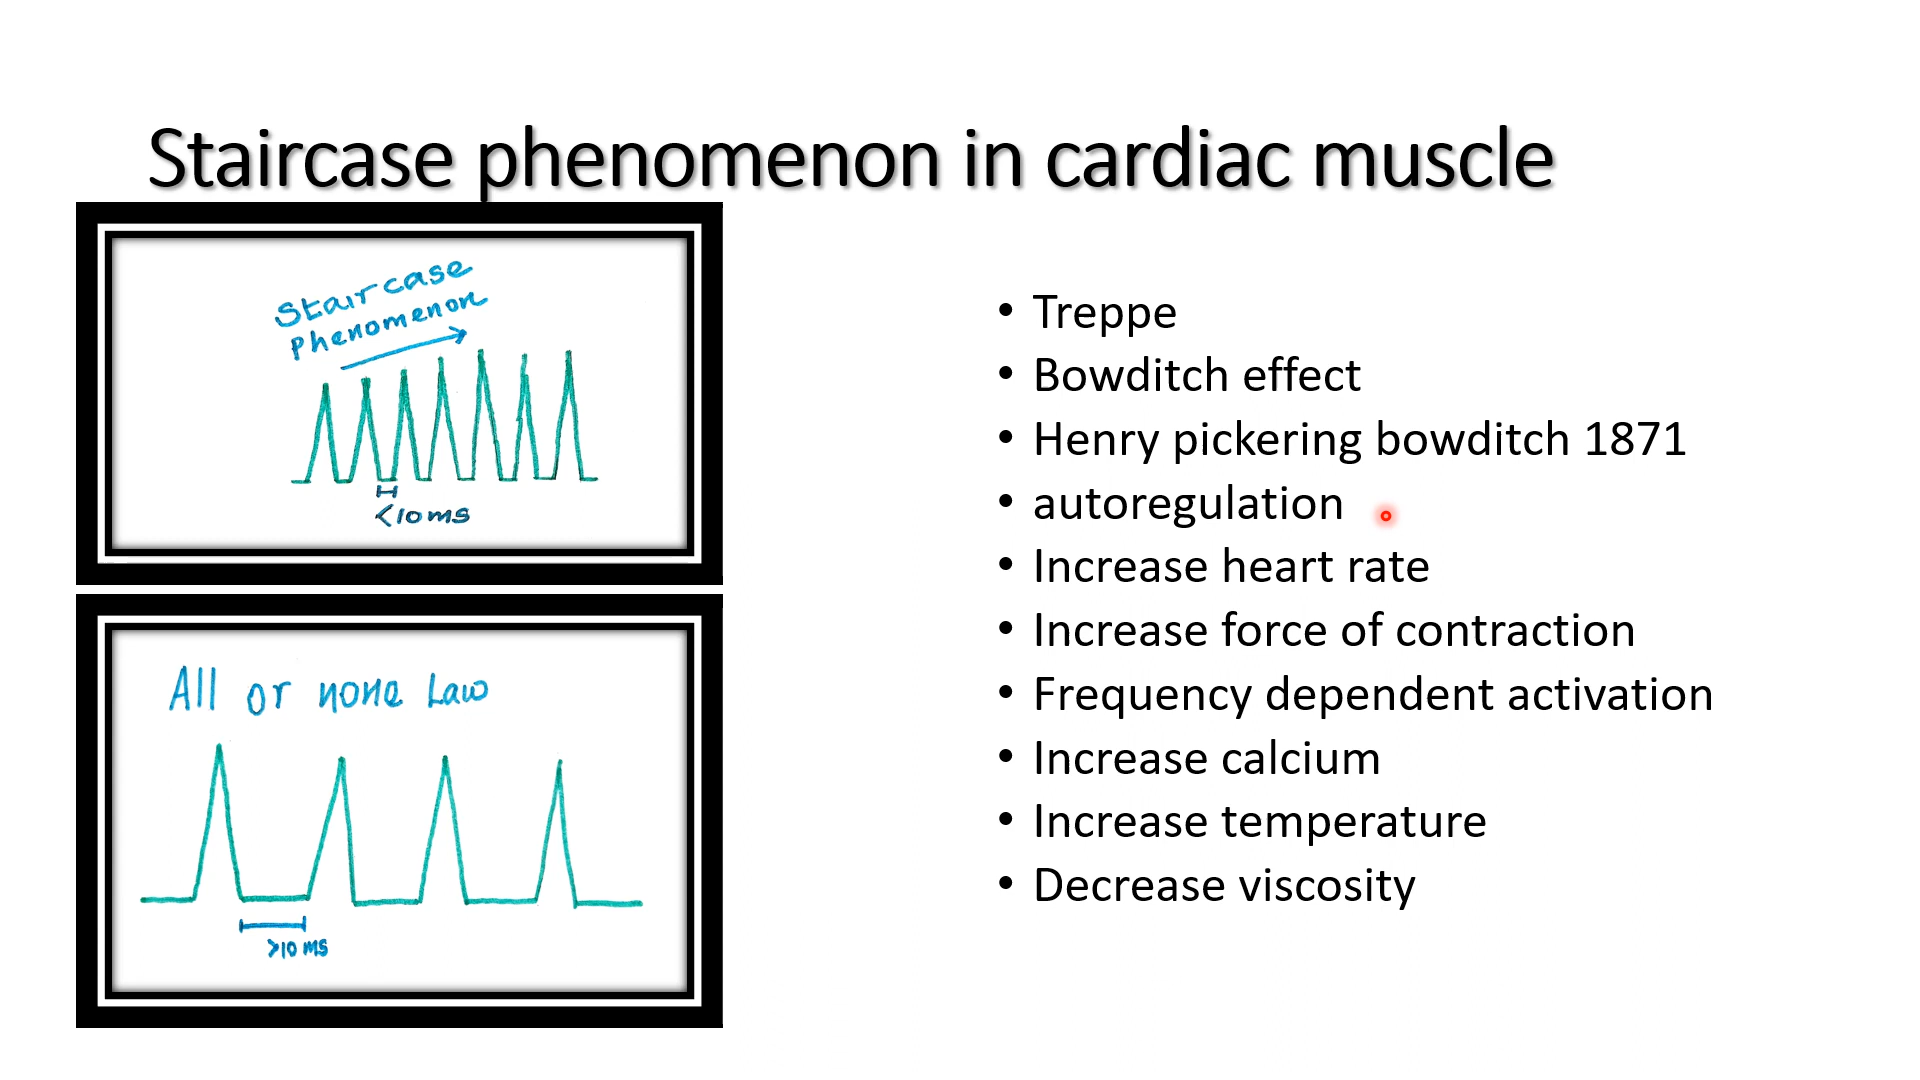 Staircase phenomenon in cardiac muscle
Staircase
phenomenon
<10ms
All or none Law
>10 ms
• Treppe
• Bowditch effect
• Henry pickering bowditch 1871
• autoregulation
• Increase heart rate
• Increase force of contraction
• Frequency dependent activation
• Increase calcium
• Increase temperature
• Decrease viscosity